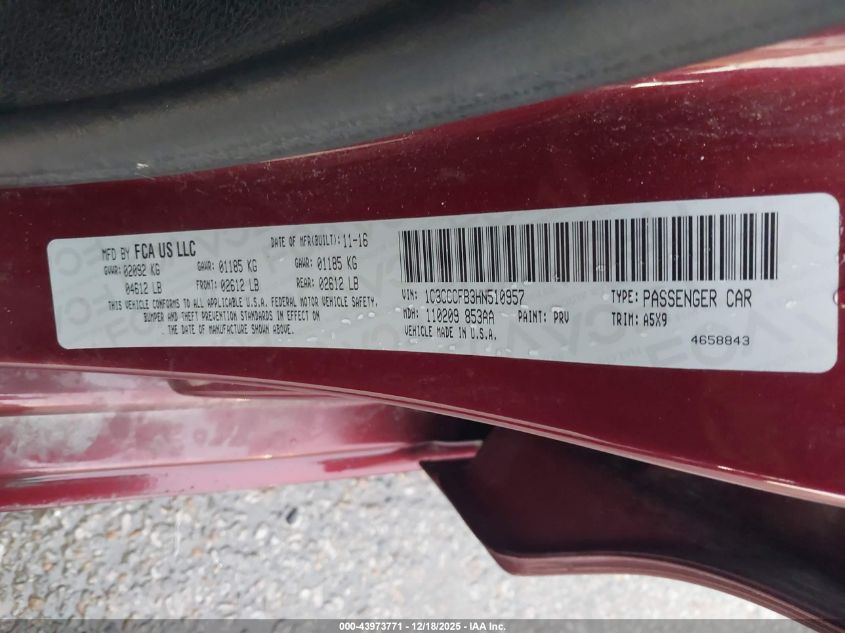 MFD BY FCA US LLC DATE OF MFR(BUILT): 11-16
GVWR: 02092 KG GAWR: 01185 KG GAWR: 01185 KG
04612 LB FRONT: 02612 LB REAR: 02612 LB
THIS VEHICLE CONFORMS TO ALL APPLICABLE U.S.A. FEDERAL MOTOR VEHICLE SAFETY,
BUMPER AND THEFT PREVENTION STANDARDS IN EFFECT ON
THE DATE OF MANUFACTURE SHOWN ABOVE.
VIN: 1C3CCCFB3HN510957 TYPE: PASSENGER CAR
MDH: 110209 853AA PAINT: PRV TRIM: A5X9
VEHICLE MADE IN U.S.A.
4658843
000-43973771 - 12/18/2025 - IAA Inc.